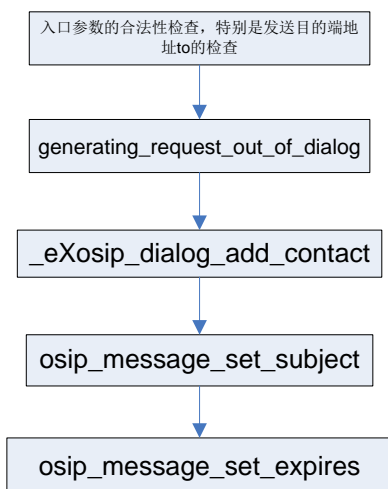 入口参数的合法性检查，特别是发送目的端地
址to的检查
generating_request_out_of_dialog
_eXosip_dialog_add_contact
osip_message_set_subject
osip_message_set_expires